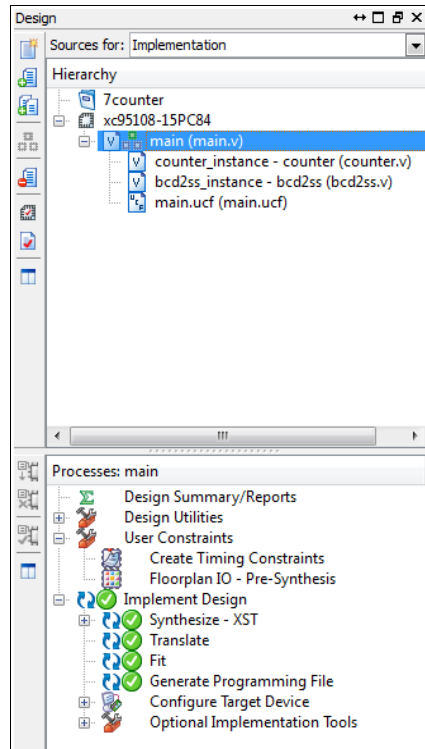 Design
Sources for: Implementation
Hierarchy
7counter
xc95108-15PC84
main (main.v)
counter_instance - counter (counter.v)
bcd2ss_instance - bcd2ss (bcd2ss.v)
main.ucf (main.ucf)
Processes: main
Design Summary/Reports
Design Utilities
User Constraints
Create Timing Constraints
Floorplan IO - Pre-Synthesis
Implement Design
Synthesize - XST
Translate
Fit
Generate Programming File
Configure Target Device
Optional Implementation Tools